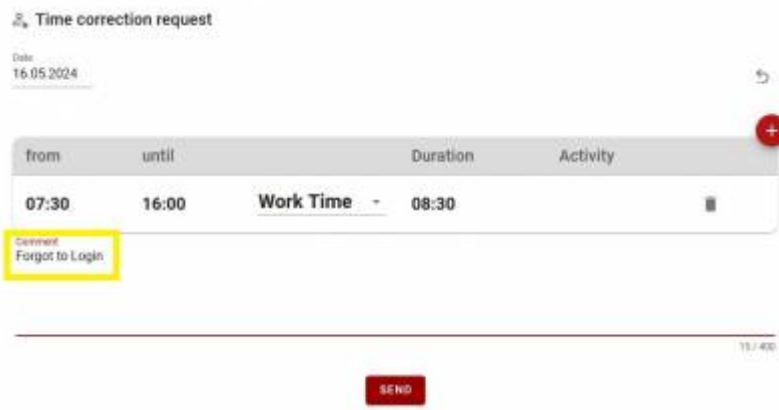 Time correction request
Date
16.05.2024
from until Duration Activity
07:30 16:00 Work Time 08:30
Comment
Forgot to Login
15 / 400
SEND